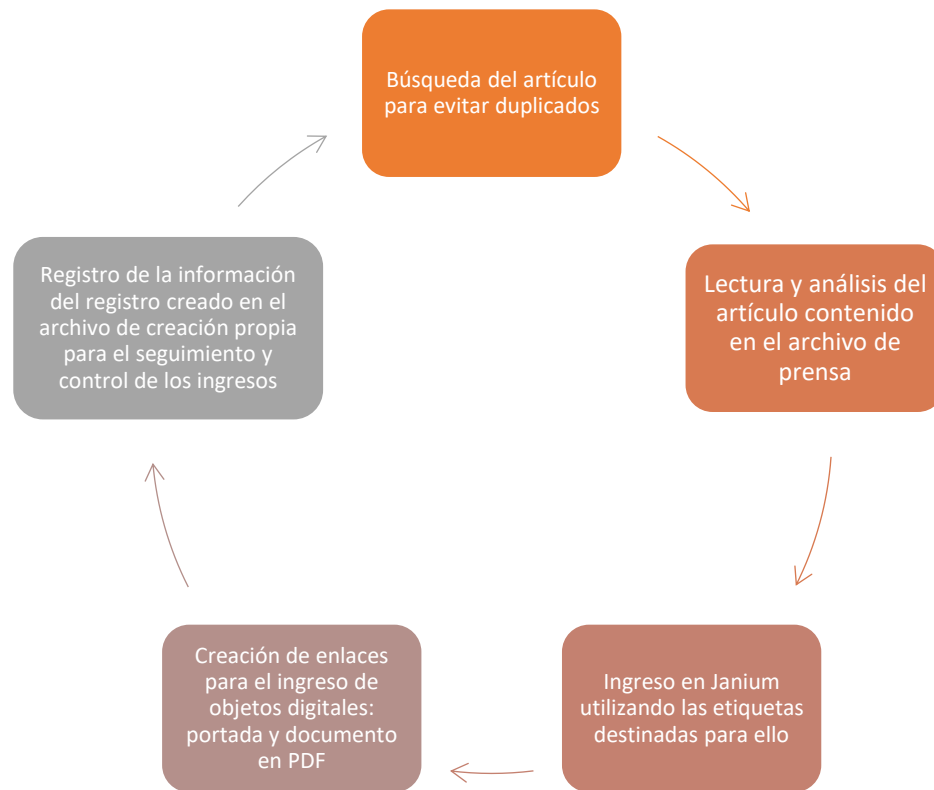 Búsqueda del artículo
para evitar duplicados
Lectura y análisis del
artículo contenido
en el archivo de
prensa
Ingreso en Janium
utilizando las etiquetas
destinadas para ello
Creación de enlaces
para el ingreso de
objetos digitales:
portada y documento
en PDF
Registro de la información
del registro creado en el
archivo de creación propia
para el seguimiento y
control de los ingresos